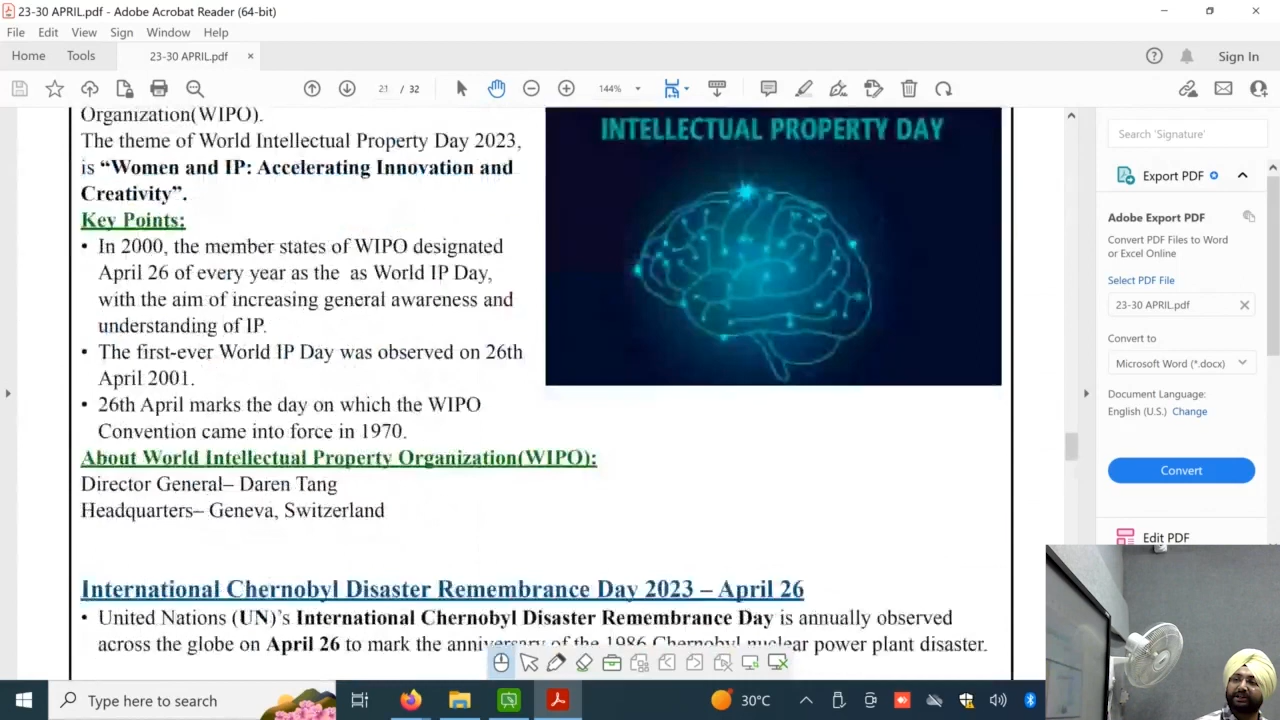 23-30 APRIL.pdf - Adobe Acrobat Reader (64-bit)
File Edit View Sign Window Help
Home Tools 23-30 APRIL.pdf × Sign In
21 / 32 144%
Organization(WIPO).
The theme of World Intellectual Property Day 2023,
is “Women and IP: Accelerating Innovation and
Creativity”.
Key Points:
• In 2000, the member states of WIPO designated
April 26 of every year as the as World IP Day,
with the aim of increasing general awareness and
understanding of IP.
• The first-ever World IP Day was observed on 26th
April 2001.
• 26th April marks the day on which the WIPO
Convention came into force in 1970.
About World Intellectual Property Organization(WIPO):
Director General– Daren Tang
Headquarters– Geneva, Switzerland
INTELLECTUAL PROPERTY DAY
International Chernobyl Disaster Remembrance Day 2023 – April 26
• United Nations (UN)’s International Chernobyl Disaster Remembrance Day is annually observed
across the globe on April 26 to mark the anniversary of the 1986 Chernobyl nuclear power plant disaster.
Search 'Signature'
Export PDF
Adobe Export PDF
Convert PDF Files to Word
or Excel Online
Select PDF File
23-30 APRIL.pdf
Convert to
Microsoft Word (*.docx)
Document Language:
English (U.S.) Change
Convert
Edit PDF
Type here to search
30°C